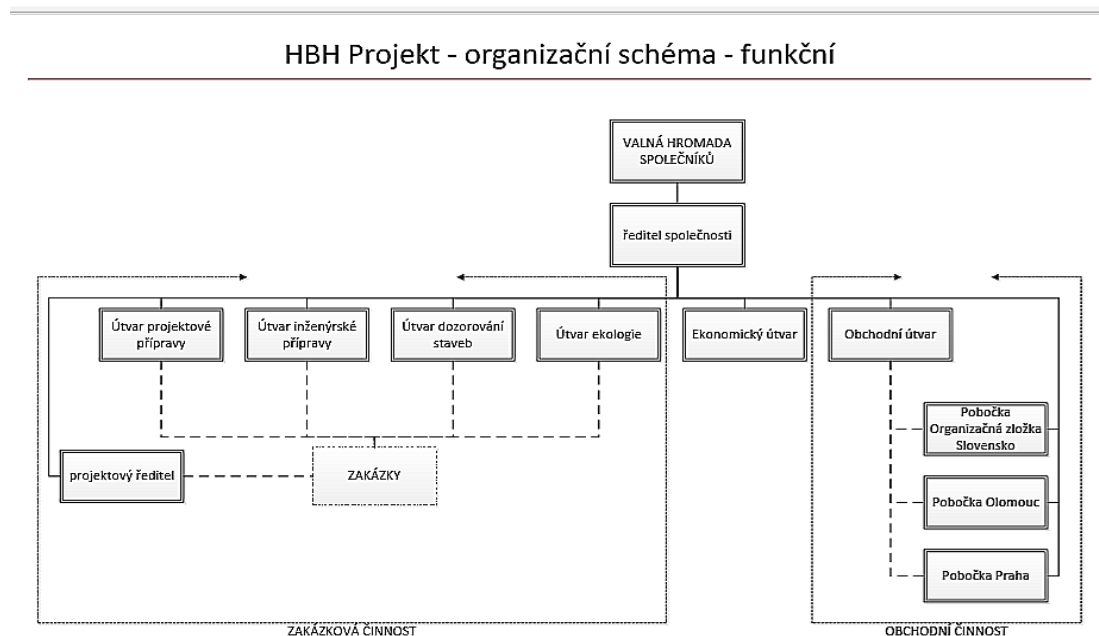 HBH Projekt - organizační schéma - funkční
VALNÁ HROMADA
SPOLEČNÍKŮ
ředitel společnosti
Útvar projektové
přípravy
Útvar inženýrské
přípravy
Útvar dozorování
staveb
Útvar ekologie
Ekonomický útvar
Obchodní útvar
Pobočka
Organizačná zložka
Slovensko
projektový ředitel
ZAKÁZKY
Pobočka Olomouc
Pobočka Praha
ZAKÁZKOVÁ ČINNOST
OBCHODNÍ ČINNOST